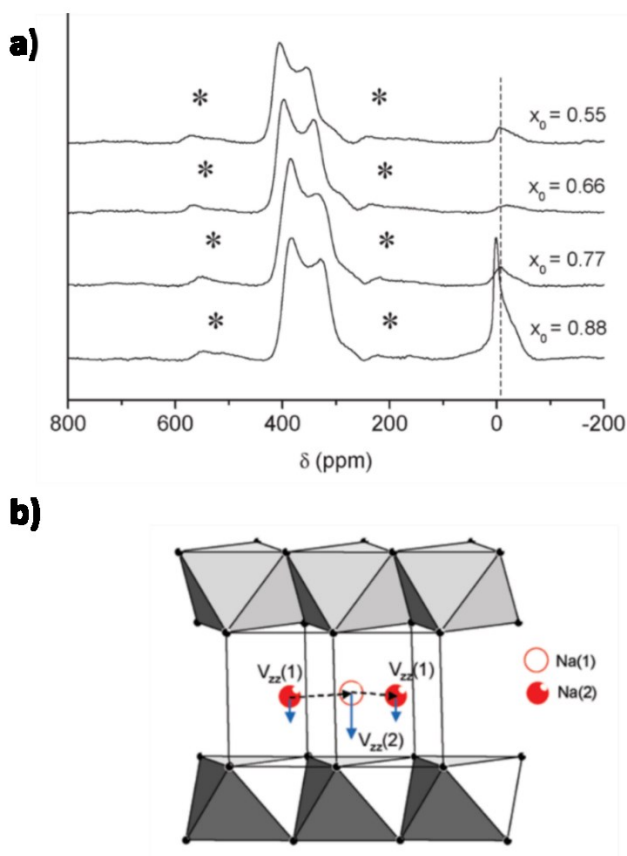 a)
* * x₀ = 0.55
* * x₀ = 0.66
* * x₀ = 0.77
* * x₀ = 0.88
800 600 400 200 0 -200
δ (ppm)
b)
Vzz(1) Vzz(1) Na(1)
Na(2)
Vzz(2)